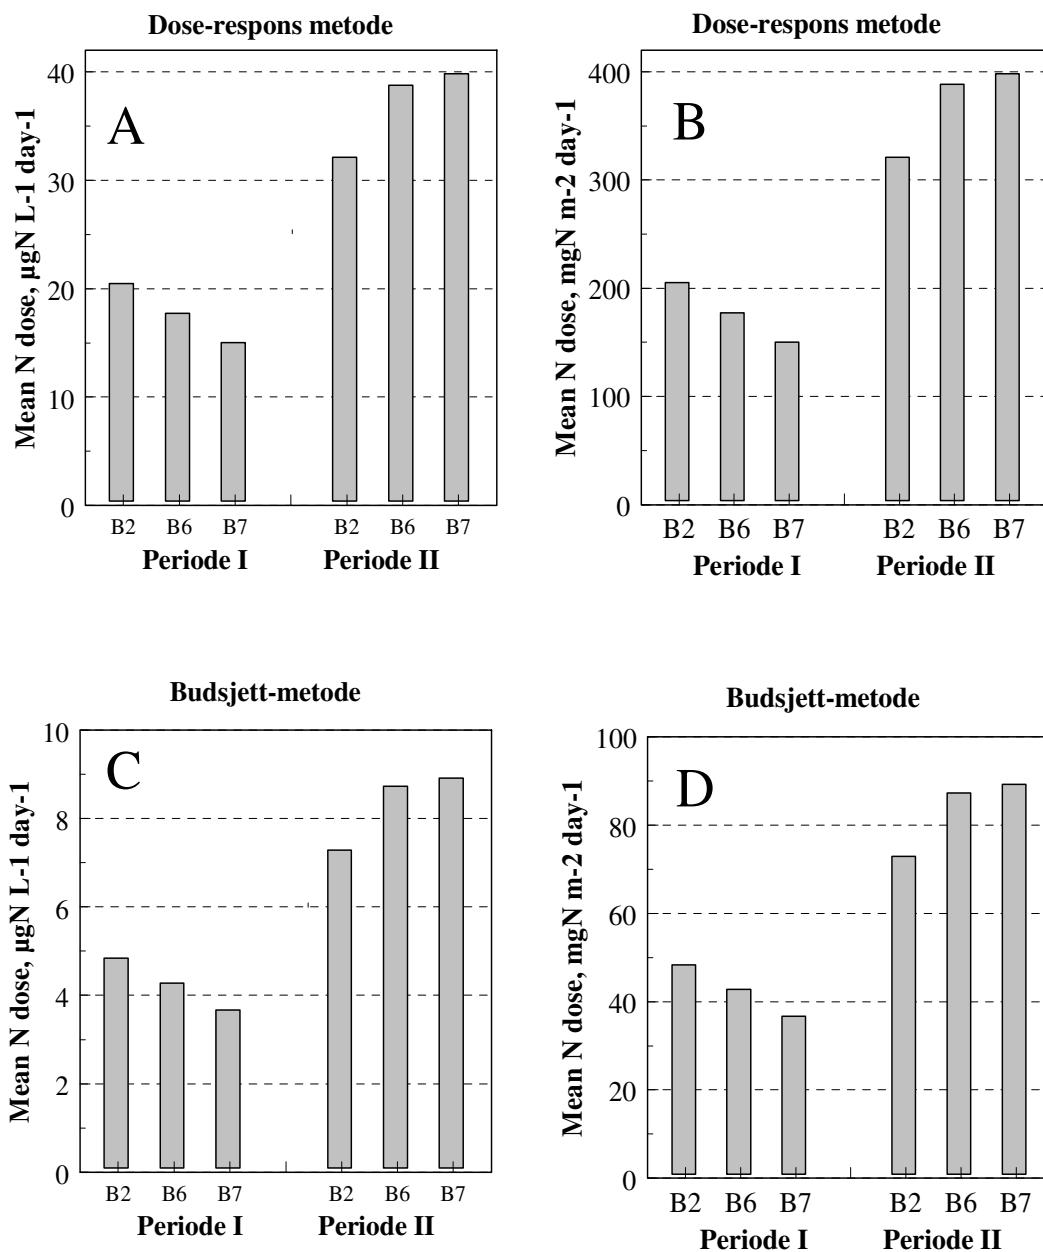 Dose-respons metode
A
Mean N dose, µgN L-1 day-1
40
30
20
10
0
B2 B6 B7 B2 B6 B7
Periode I Periode II
Dose-respons metode
B
Mean N dose, mgN m-2 day-1
400
300
200
100
0
B2 B6 B7 B2 B6 B7
Periode I Periode II
Budsjett-metode
C
Mean N dose, µgN L-1 day-1
10
8
6
4
2
0
B2 B6 B7 B2 B6 B7
Periode I Periode II
Budsjett-metode
D
Mean N dose, mgN m-2 day-1
100
80
60
40
20
0
B2 B6 B7 B2 B6 B7
Periode I Periode II